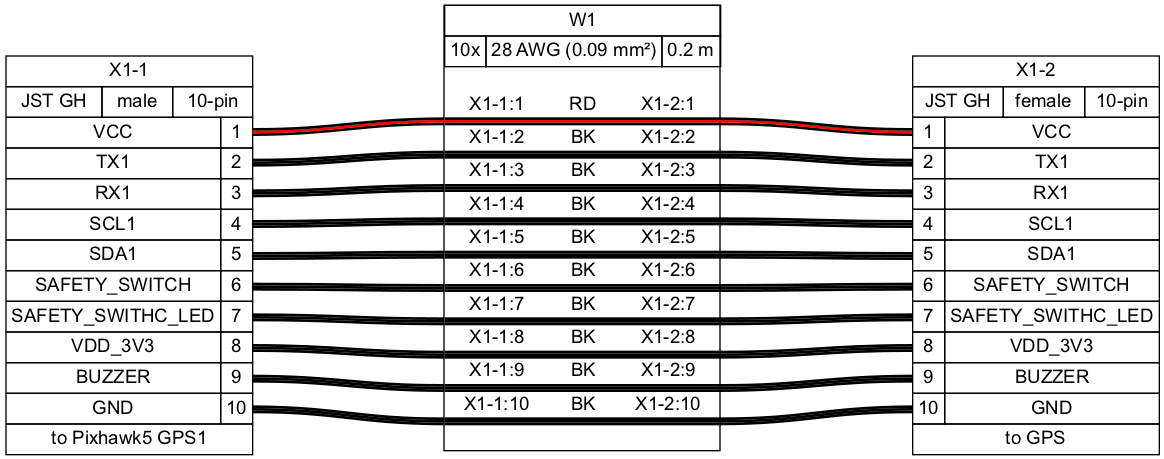 W1
10x 28 AWG (0.09 mm²) 0.2 m
X1-1
JST GH male 10-pin
VCC 1
TX1 2
RX1 3
SCL1 4
SDA1 5
SAFETY_SWITCH 6
SAFETY_SWITHC_LED 7
VDD_3V3 8
BUZZER 9
GND 10
to Pixhawk5 GPS1
X1-1:1 RD X1-2:1
X1-1:2 BK X1-2:2
X1-1:3 BK X1-2:3
X1-1:4 BK X1-2:4
X1-1:5 BK X1-2:5
X1-1:6 BK X1-2:6
X1-1:7 BK X1-2:7
X1-1:8 BK X1-2:8
X1-1:9 BK X1-2:9
X1-1:10 BK X1-2:10
X1-2
JST GH female 10-pin
1 VCC
2 TX1
3 RX1
4 SCL1
5 SDA1
6 SAFETY_SWITCH
7 SAFETY_SWITHC_LED
8 VDD_3V3
9 BUZZER
10 GND
to GPS